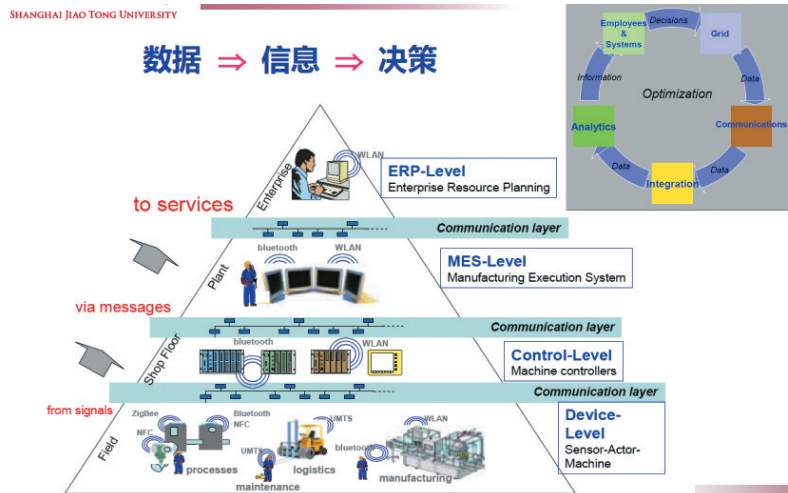 SHANGHAI JIAO TONG UNIVERSITY
数据 ⇒ 信息 ⇒ 决策
Employees
&
Systems
Decisions
Grid
Information
Data
Optimization
Analytics
Communications
Data
Integration
Data
Enterprise
WLAN
ERP-Level
Enterprise Resource Planning
to services
Communication layer
Plant
bluetooth
WLAN
MES-Level
Manufacturing Execution System
via messages
Communication layer
Shop Floor
bluetooth
WLAN
Control-Level
Machine controllers
Communication layer
from signals
Field
ZigBee
NFC
Bluetooth
NFC
processes
UMTS
UMTS
logistics
maintenance
bluetooth
WLAN
manufacturing
Device-
Level
Sensor-Actor-
Machine